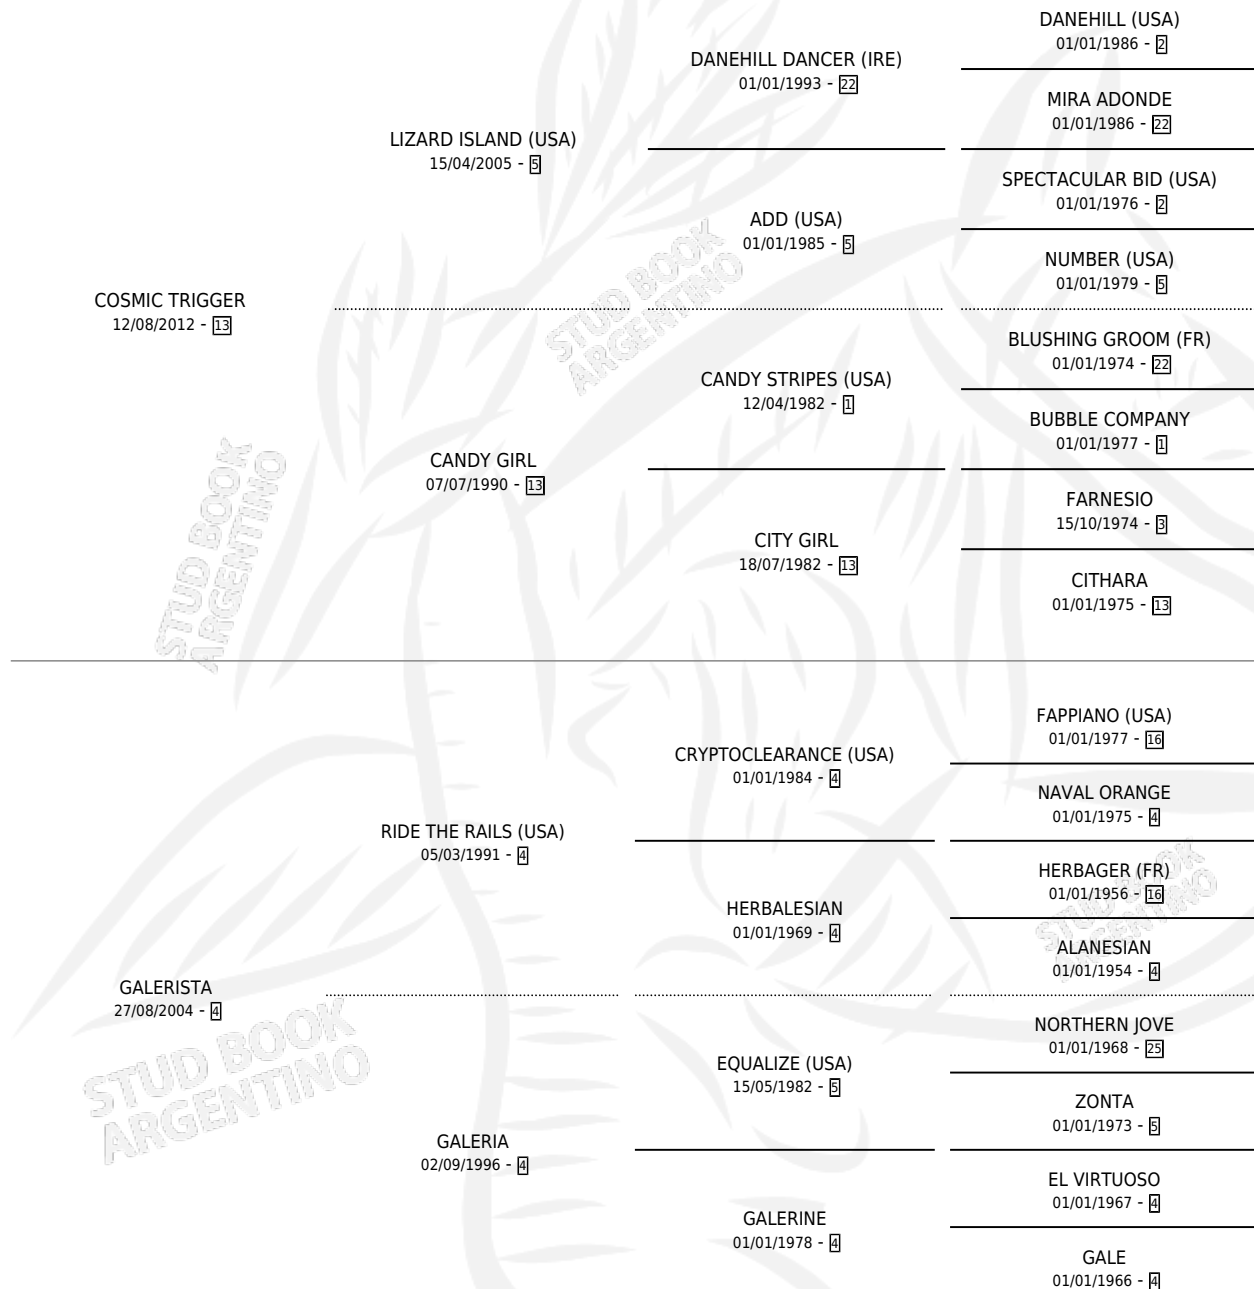 DANEHILL (USA)
01/01/1986 - 2
DANEHILL DANCER (IRE)
01/01/1993 - 22
MIRA ADONDE
01/01/1986 - 22
LIZARD ISLAND (USA)
15/04/2005 - 5
SPECTACULAR BID (USA)
01/01/1976 - 2
ADD (USA)
01/01/1985 - 5
NUMBER (USA)
01/01/1979 - 5
COSMIC TRIGGER
12/08/2012 - 13
STUD BOOK
ARGENTINO
BLUSHING GROOM (FR)
01/01/1974 - 22
CANDY STRIPES (USA)
12/04/1982 - 1
BUBBLE COMPANY
01/01/1977 - 1
CANDY GIRL
07/07/1990 - 13
FARNESIO
15/10/1974 - 3
CITY GIRL
18/07/1982 - 13
CITHARA
01/01/1975 - 13
STUD BOOK
ARGENTINO
FAPPIANO (USA)
01/01/1977 - 16
CRYPTOCLEARANCE (USA)
01/01/1984 - 4
NAVAL ORANGE
01/01/1975 - 4
RIDE THE RAILS (USA)
05/03/1991 - 4
HERBAGER (FR)
01/01/1956 - 16
HERBALESIAN
01/01/1969 - 4
ALANESIAN
01/01/1954 - 4
STUD BOOK
ARGENTINO
GALERISTA
27/08/2004 - 4
NORTHERN JOVE
01/01/1968 - 25
EQUALIZE (USA)
15/05/1982 - 5
ZONTA
01/01/1973 - 5
STUD BOOK
ARGENTINO
GALERIA
02/09/1996 - 4
EL VIRTUOSO
01/01/1967 - 4
GALERINE
01/01/1978 - 4
GALE
01/01/1966 - 4